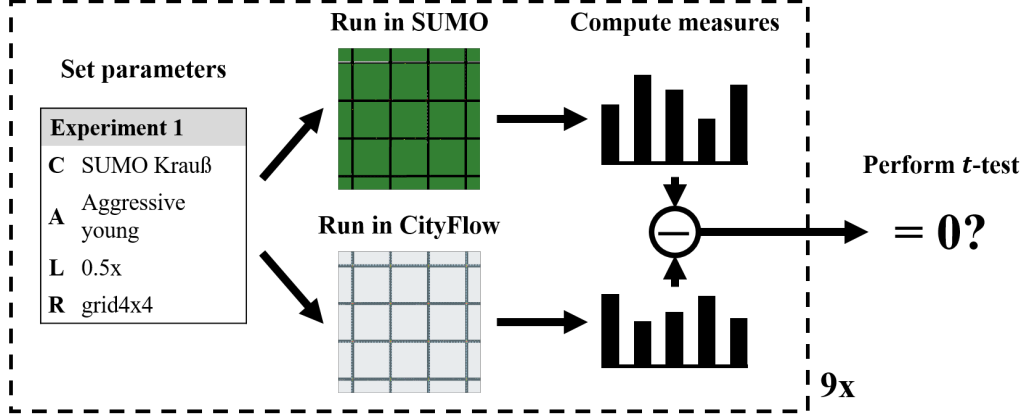 Set parameters
Experiment 1
C SUMO Krauß
A Aggressive
young
L 0.5x
R grid4x4
Run in SUMO
Run in CityFlow
Compute measures
Perform t-test
= 0?
9x